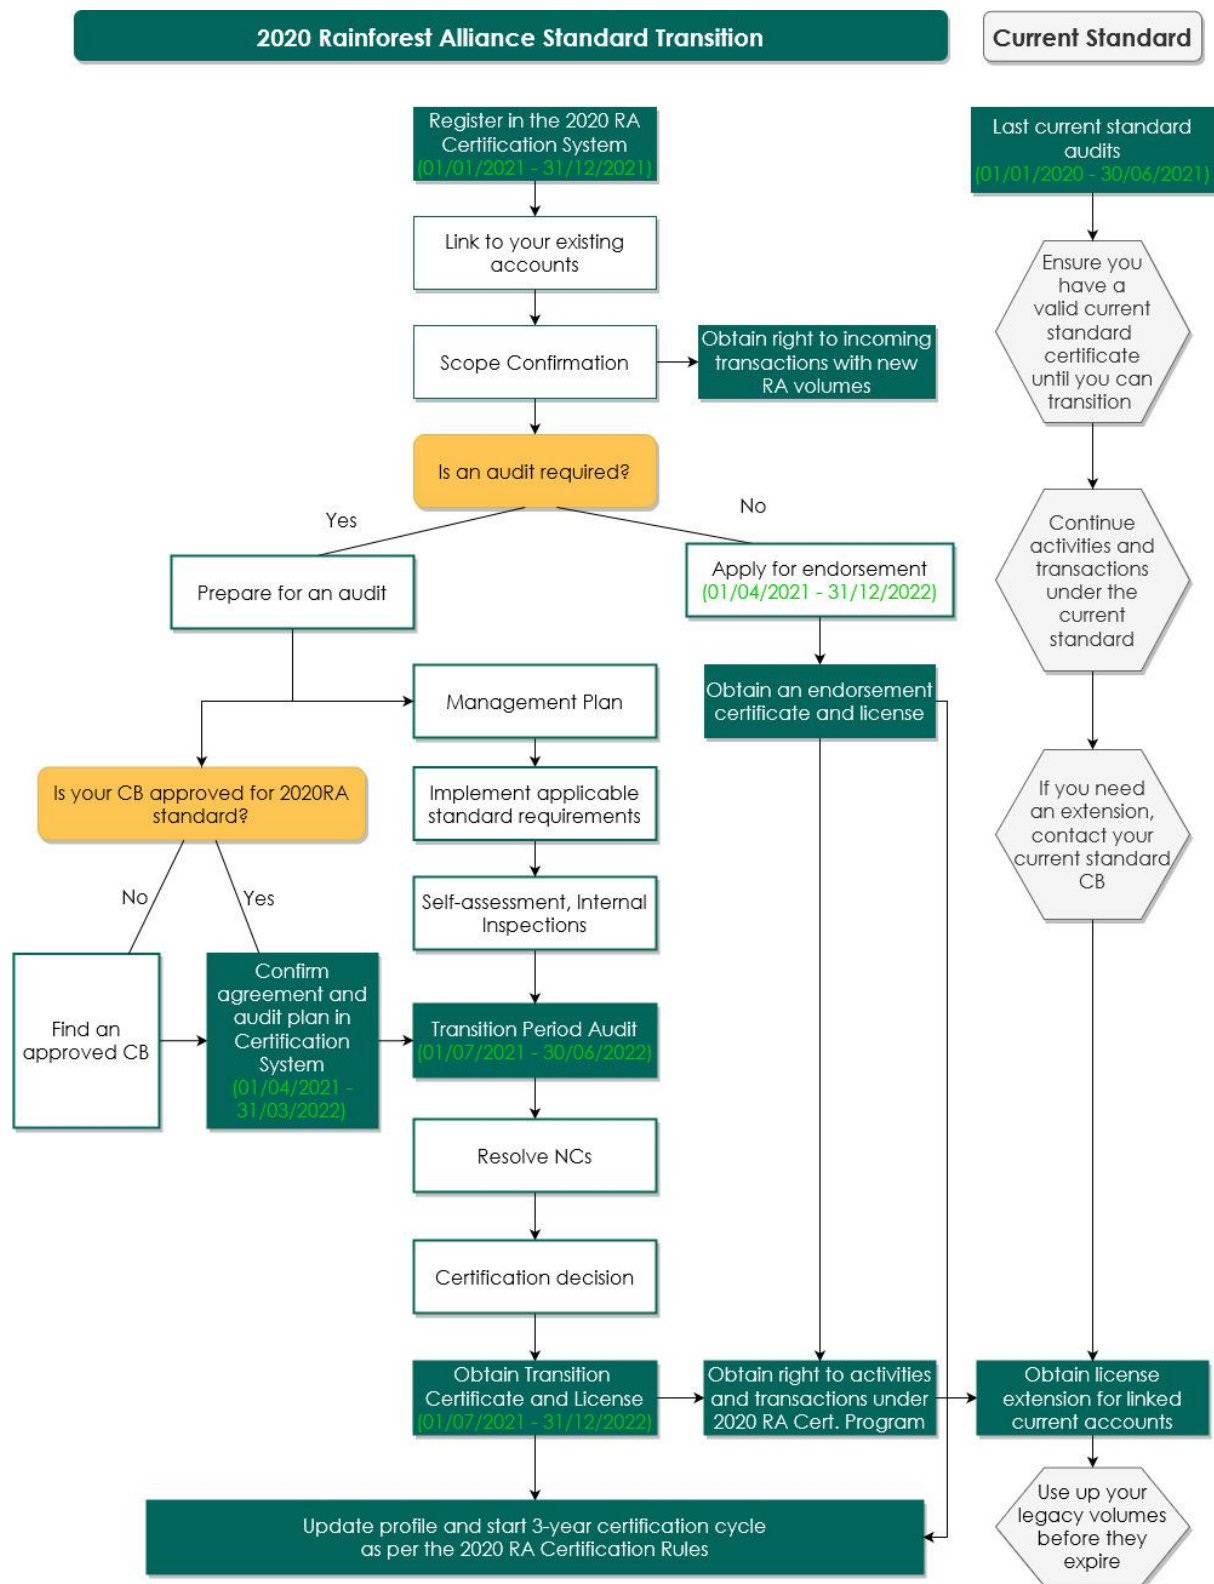 2020 Rainforest Alliance Standard Transition
Current Standard
Register in the 2020 RA
Certification System
(01/01/2021 - 31/12/2021)
Last current standard
audits
(01/01/2020 - 30/06/2021)
Link to your existing
accounts
Ensure you
have a
valid current
standard
certificate
until you can
transition
Scope Confirmation
Obtain right to incoming
transactions with new
RA volumes
Is an audit required?
Yes
No
Prepare for an audit
Apply for endorsement
(01/04/2021 - 31/12/2022)
Continue
activities and
transactions
under the
current
standard
Management Plan
Obtain an endorsement
certificate and license
Is your CB approved for 2020RA
standard?
Implement applicable
standard requirements
If you need
an extension,
contact your
current standard
CB
No
Yes
Self-assessment, Internal
Inspections
Find an
approved CB
Confirm
agreement and
audit plan in
Certification
System
(01/04/2021 -
31/03/2022)
Transition Period Audit
(01/07/2021 - 30/06/2022)
Resolve NCs
Certification decision
Obtain Transition
Certificate and License
(01/07/2021 - 31/12/2022)
Obtain right to activities
and transactions under
2020 RA Cert. Program
Obtain license
extension for linked
current accounts
Update profile and start 3-year certification cycle
as per the 2020 RA Certification Rules
Use up your
legacy volumes
before they
expire